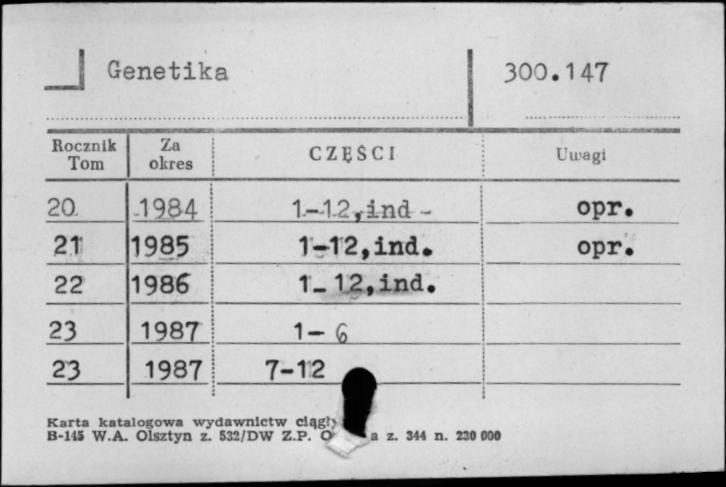 Genetika 300.147
Rocznik Tom Za okres CZĘŚCI Uwagi
20 1984 1-12,ind- opr.
21 1985 1-12,ind. opr.
22 1986 1-12,ind.
23 1987 1-6
23 1987 7-12
Karta katalogowa wydawnictw
B-145 W.A. Olsztyn z. 532/DW Z.P. z. 344 n. 230 000